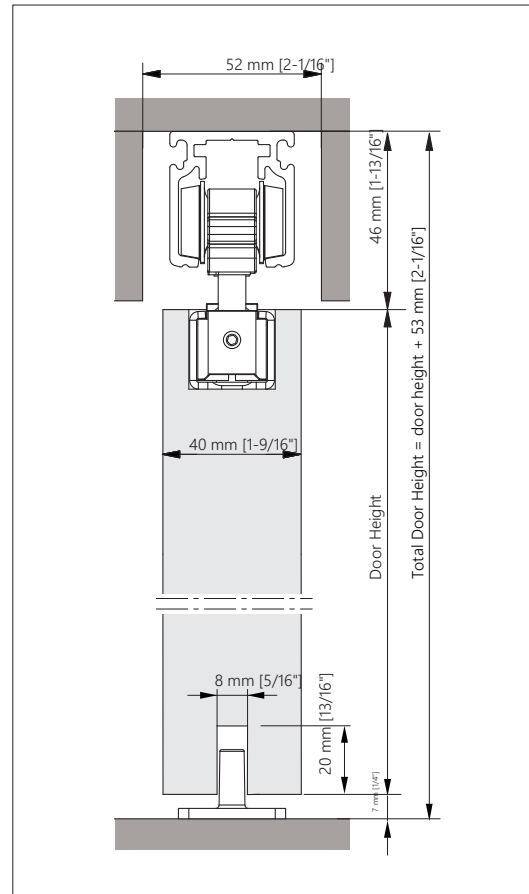 52 mm [2-1/16"]
46 mm [1-13/16"]
Total Door Height = door height + 53 mm [2-1/16"]
40 mm [1-9/16"]
Door Height
8 mm [5/16"]
20 mm [13/16"]
7 mm [1/4"]